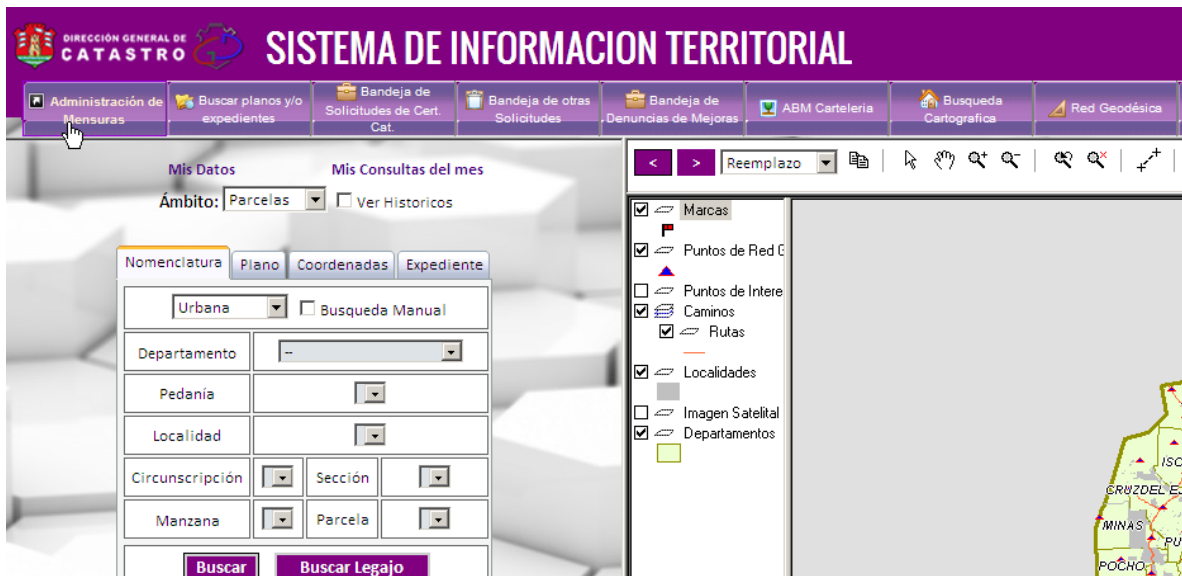 DIRECCIÓN GENERAL DE
CATASTRO
SISTEMA DE INFORMACION TERRITORIAL
Administración de
Mensuras
Buscar planos y/o
expedientes
Bandeja de
Solicitudes de Cert.
Cat.
Bandeja de otras
Solicitudes
Bandeja de
Denuncias de Mejoras
ABM Carteleria
Busqueda
Cartografica
Red Geodésica
Mis Datos
Mis Consultas del mes
Ámbito: Parcelas
Ver Historicos
Nomenclatura
Plano
Coordenadas
Expediente
Urbana
Busqueda Manual
Departamento
--
Pedanía
Localidad
Circunscripción
Sección
Manzana
Parcela
Buscar
Buscar Legajo
< > Reemplazo
Marcas
Puntos de Red G
Puntos de Intere
Caminos
Rutas
Localidades
Imagen Satelital
Departamentos
ISC
CRUZDEL E
MINAS
PU
POCHO